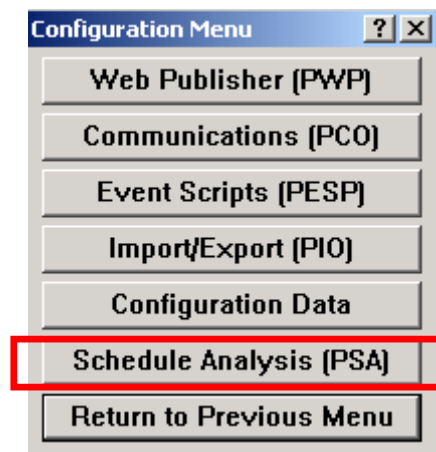 Configuration Menu ? ×
Web Publisher (PWP)
Communications (PCO)
Event Scripts (PESP)
Import/Export (PIO)
Configuration Data
Schedule Analysis (PSA)
Return to Previous Menu